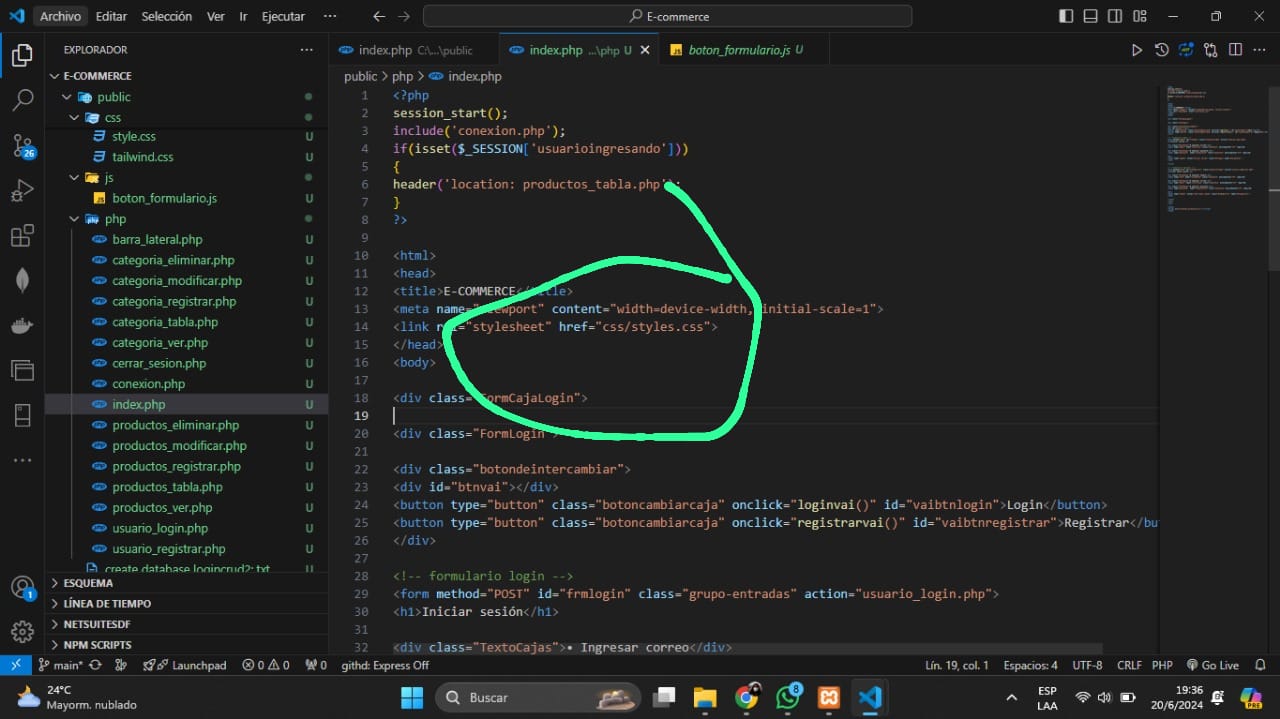 Archivo Editar Selección Ver Ir Ejecutar ··· E-commerce
EXPLORADOR
E-COMMERCE
public
css
style.css U
tailwind.css U
js
boton_formulario.js U
php
barra_lateral.php U
categoria_eliminar.php U
categoria_modificar.php U
categoria_registrar.php U
categoria_tabla.php U
categoria_ver.php U
cerrar_sesion.php U
conexion.php U
index.php U
productos_eliminar.php U
productos_modificar.php U
productos_registrar.php U
productos_tabla.php U
productos_ver.php U
usuario_login.php U
usuario_registrar.php U
create database logincrud2; txt U
ESQUEMA
LÍNEA DE TIEMPO
NETSUITESDF
NPM SCRIPTS
26
1
index.php C:\...\public index.php ...\php U boton_formulario.js U
public > php > index.php
1 <?php
2 session_start();
3 include('conexion.php');
4 if(isset($_SESSION['usuarioingresando']))
5 {
6 header('location: productos_tabla.php');
7 }
8 ?>
9
10 <html>
11 <head>
12 <title>E-COMMERCE</title>
13 <meta name="viewport" content="width=device-width, initial-scale=1">
14 <link rel="stylesheet" href="css/styles.css">
15 </head>
16 <body>
17
18 <div class="FormCajaLogin">
19
20 <div class="FormLogin">
21
22 <div class="botondeintercambiar">
23 <div id="btnvai"></div>
24 <button type="button" class="botoncambiarcaja" onclick="loginvai()" id="vaibtnlogin">Login</button>
25 <button type="button" class="botoncambiarcaja" onclick="registrarvai()" id="vaibtnregistrar">Registrar</bu
26 </div>
27
28 <!-- formulario login -->
29 <form method="POST" id="frmlogin" class="grupo-entradas" action="usuario_login.php">
30 <h1>Iniciar sesión</h1>
31
32 <div class="TextoCajas">• Ingresar correo</div>
main* Launchpad 0 0 0 githd: Express Off Lín. 19, col. 1 Espacios: 4 UTF-8 CRLF PHP Go Live
24°C
Mayorm. nublado
Buscar
8
PRE
ESP
LAA
19:36
20/6/2024